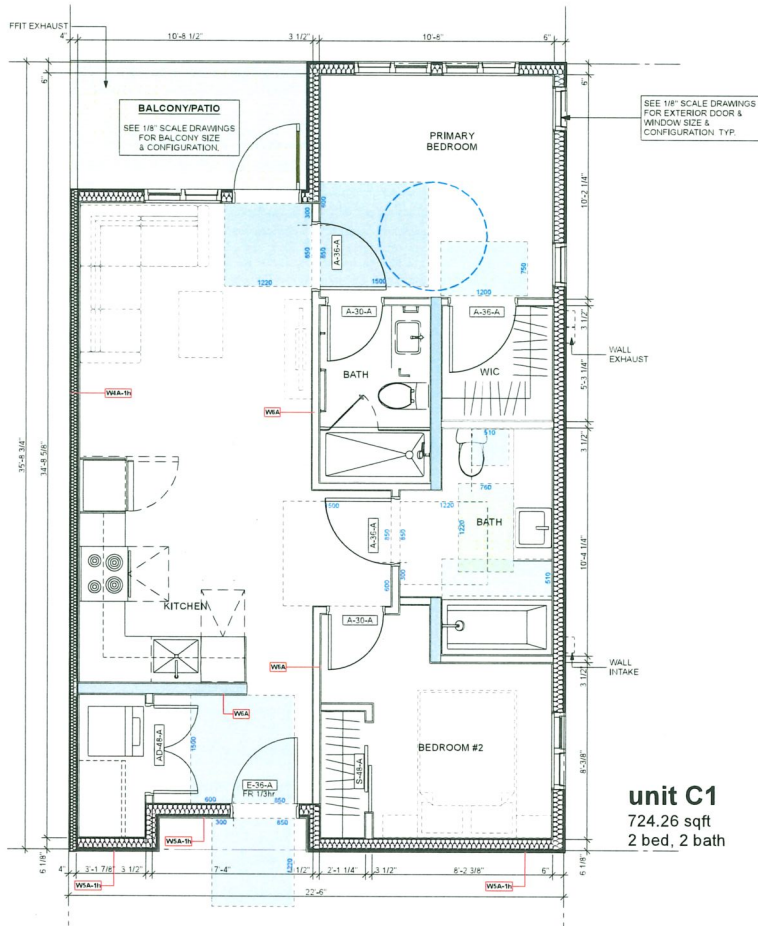 FFIT EXHAUST
4"
10'-8 1/2"
3 1/2"
10'-8"
6"
6"
6"
BALCONY/PATIO
SEE 1/8" SCALE DRAWINGS
FOR BALCONY SIZE
& CONFIGURATION.
SEE 1/8" SCALE DRAWINGS
FOR EXTERIOR DOOR &
WINDOW SIZE &
CONFIGURATION TYP.
PRIMARY
BEDROOM
10'-2 1/4"
300
600
850
850
A-36-A
1220
1500
750
1200
A-30-A
A-36-A
3 1/2"
BATH
WIC
WALL
EXHAUST
5'-3 1/4"
W4A-1h
W6A
3 1/2"
510
35'-8 3/4"
34'-8 5/8"
760
1500
1220
1220
BATH
A-36-A
850
850
10'-4 1/4"
300
600
510
KITCHEN
A-30-A
WALL
INTAKE
W6A
3 1/2"
W6A
AD-48-A
1500
BEDROOM #2
S-48-A
8'-3/8"
E-36-A
FR 1/3hr
600
850
300
850
W5A-1h
1220
unit C1
724.26 sqft
2 bed, 2 bath
6 1/8"
6 1/8"
4"
3'-1 7/8"
3 1/2"
7'-4"
2'-1 1/4"
3 1/2"
8'-2 3/8"
6"
W5A-1h
W5A-1h
22'-6"